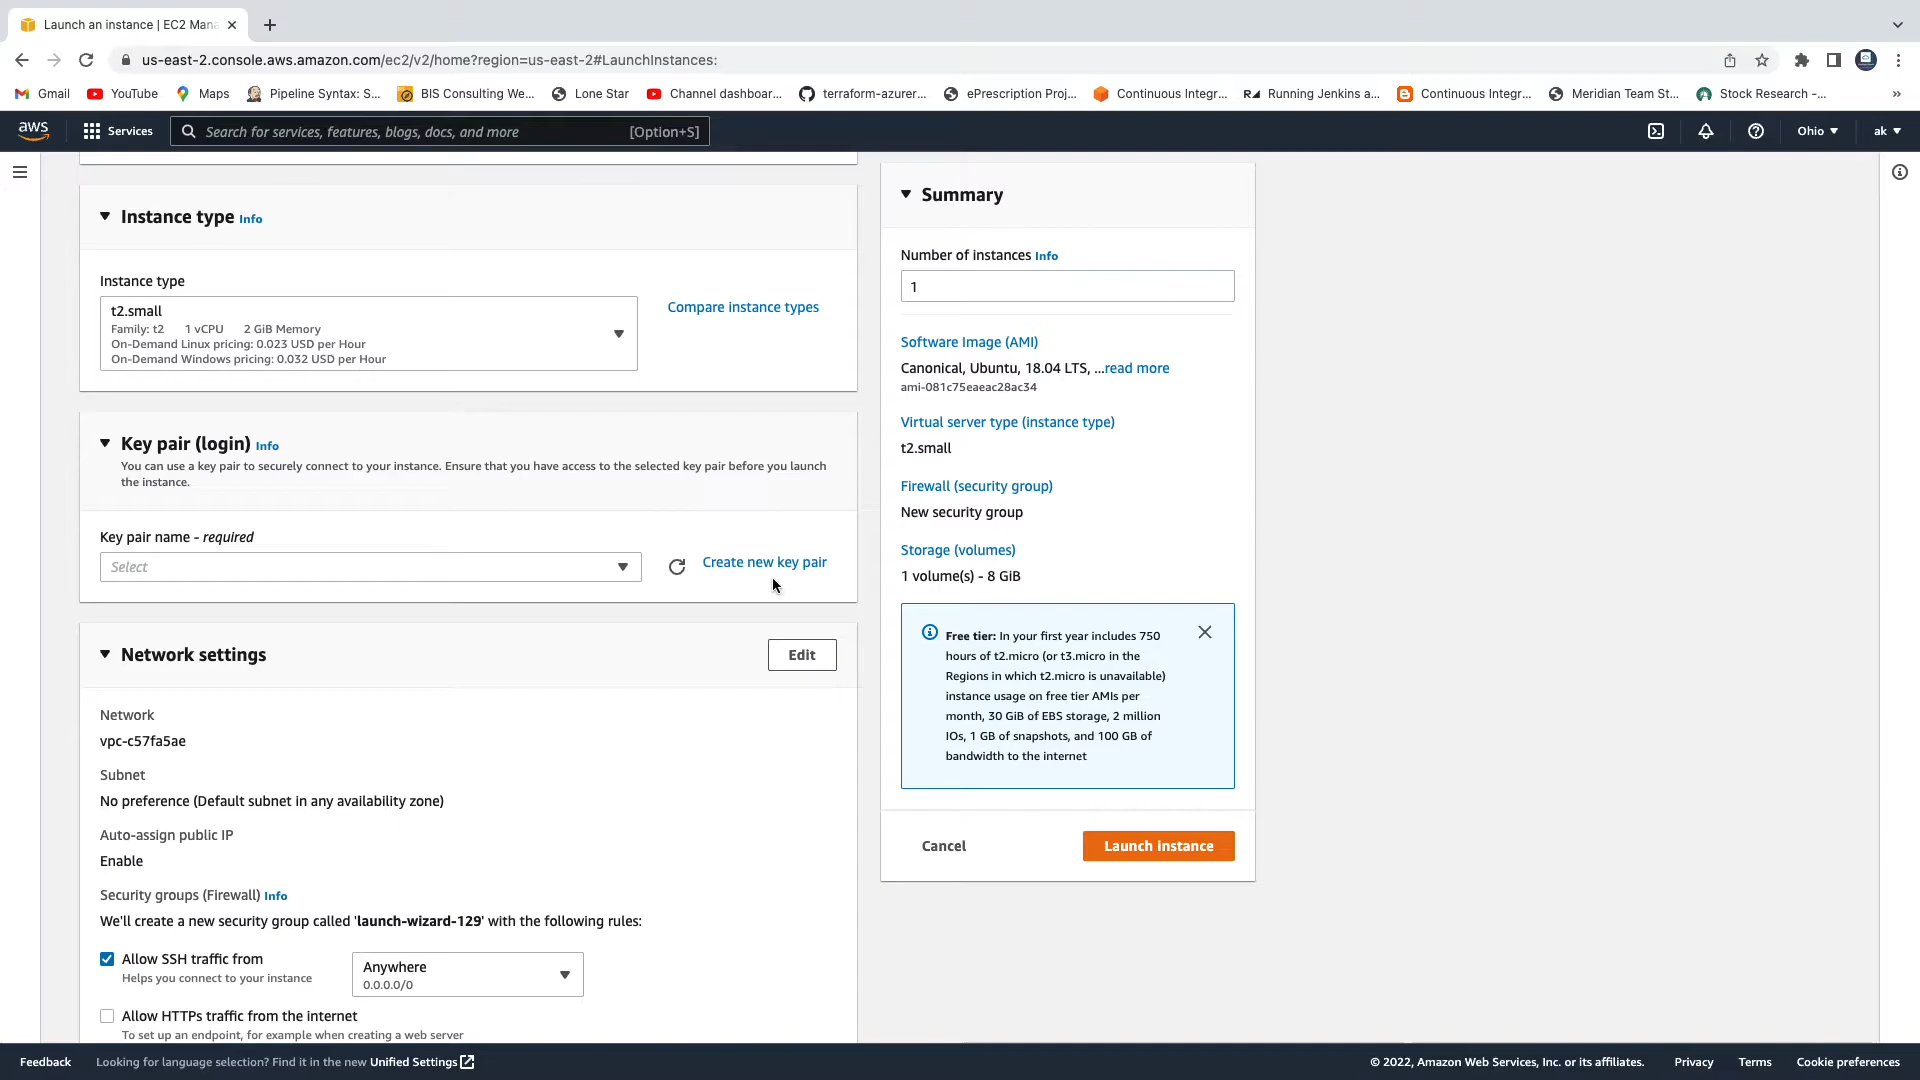 Launch an instance | EC2 Mana
us-east-2.console.aws.amazon.com/ec2/v2/home?region=us-east-2#LaunchInstances:
Gmail YouTube Maps Pipeline Syntax: S... BIS Consulting We... Lone Star Channel dashboar... terraform-azurer... ePrescription Proj... Continuous Integr... Running Jenkins a... Continuous Integr... Meridian Team St... Stock Research -... »
aws Services Search for services, features, blogs, docs, and more [Option+S] Ohio ak
Instance type Info
Instance type
t2.small
Family: t2 1 vCPU 2 GiB Memory
On-Demand Linux pricing: 0.023 USD per Hour
On-Demand Windows pricing: 0.032 USD per Hour
Compare instance types
Key pair (login) Info
You can use a key pair to securely connect to your instance. Ensure that you have access to the selected key pair before you launch
the instance.
Key pair name - required
Select
Create new key pair
Network settings
Edit
Network
vpc-c57fa5ae
Subnet
No preference (Default subnet in any availability zone)
Auto-assign public IP
Enable
Security groups (Firewall) Info
We'll create a new security group called 'launch-wizard-129' with the following rules:
Allow SSH traffic from
Helps you connect to your instance
Anywhere
0.0.0.0/0
Allow HTTPs traffic from the internet
To set up an endpoint, for example when creating a web server
Summary
Number of instances Info
1
Software Image (AMI)
Canonical, Ubuntu, 18.04 LTS, ...read more
ami-081c75eaeac28ac34
Virtual server type (instance type)
t2.small
Firewall (security group)
New security group
Storage (volumes)
1 volume(s) - 8 GiB
Free tier: In your first year includes 750
hours of t2.micro (or t3.micro in the
Regions in which t2.micro is unavailable)
instance usage on free tier AMIs per
month, 30 GiB of EBS storage, 2 million
IOs, 1 GB of snapshots, and 100 GB of
bandwidth to the internet
Cancel
Launch instance
Feedback Looking for language selection? Find it in the new Unified Settings © 2022, Amazon Web Services, Inc. or its affiliates. Privacy Terms Cookie preferences